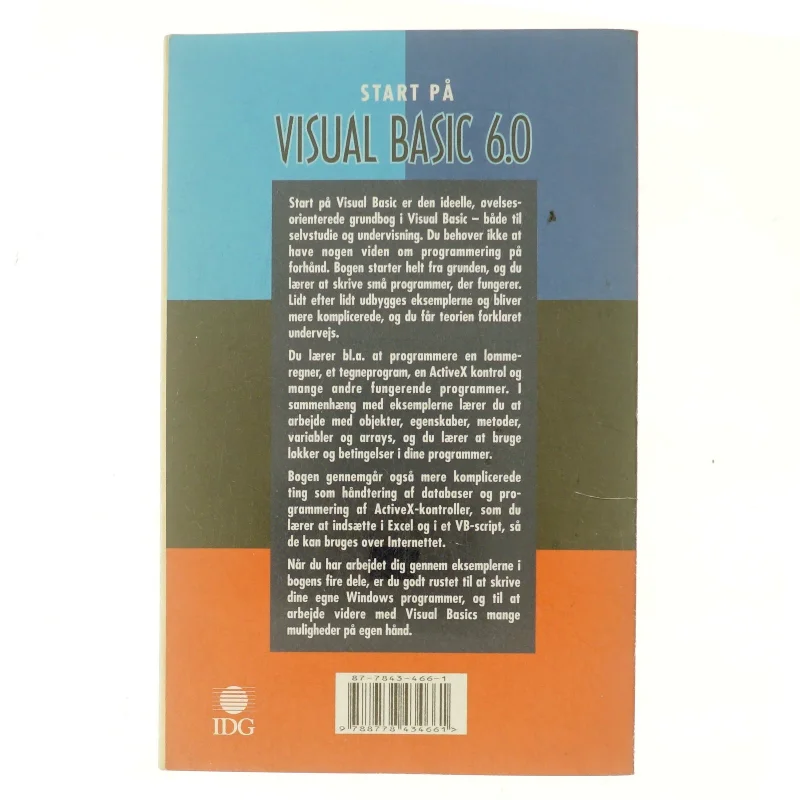 START PÅ
VISUAL BASIC 6.0
Start på Visual Basic er den ideelle, øvelses-
orienterede grundbog i Visual Basic – både til
selvstudie og undervisning. Du behøver ikke at
have nogen viden om programmering på
forhånd. Bogen starter helt fra grunden, og du
lærer at skrive små programmer, der fungerer.
Lidt efter lidt udbygges eksemplerne og bliver
mere komplicerede, og du får teorien forklaret
undervejs.
Du lærer bl.a. at programmere en lomme-
regner, et tegneprogram, en ActiveX kontrol og
mange andre fungerende programmer. I
sammenhæng med eksemplerne lærer du at
arbejde med objekter, egenskaber, metoder,
variabler og arrays, og du lærer at bruge
løkker og betingelser i dine programmer.
Bogen gennemgår også mere komplicerede
ting som håndtering af databaser og pro-
grammering af ActiveX-kontroller, som du
lærer at indsætte i Excel og i et VB-script, så
de kan bruges over Internettet.
Når du har arbejdet dig gennem eksemplerne i
bogens fire dele, er du godt rustet til at skrive
dine egne Windows programmer, og til at
arbejde videre med Visual Basics mange
muligheder på egen hånd.
87-7843-466-1
9 788778 434661 >
IDG